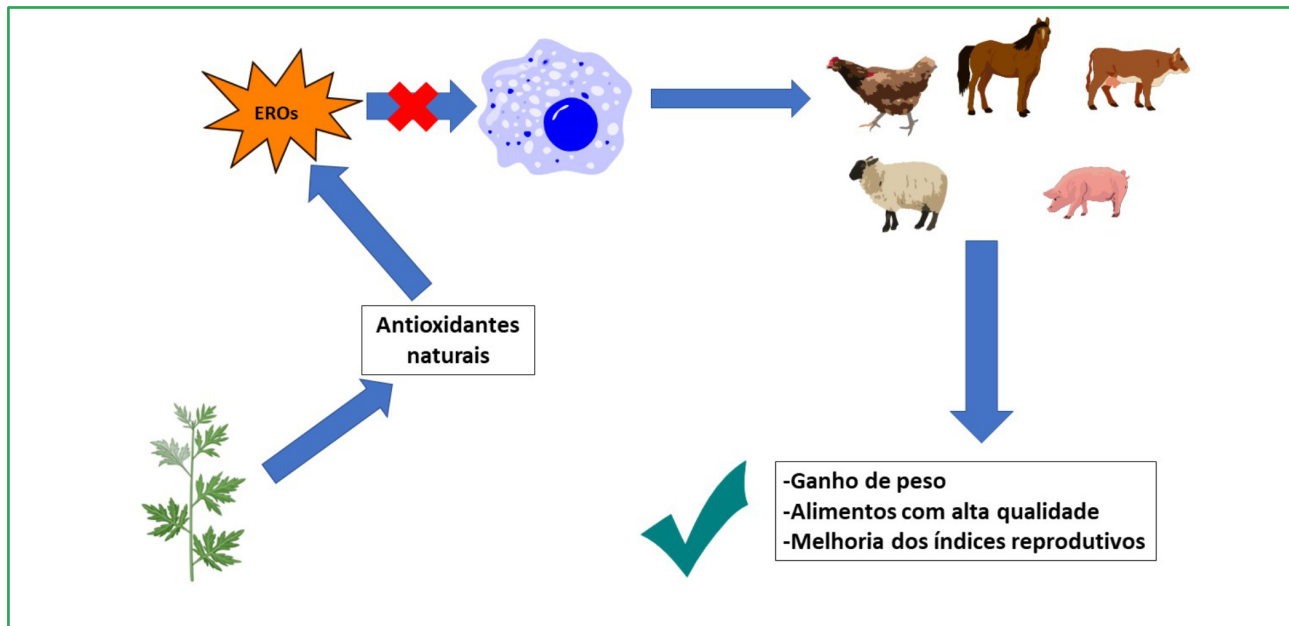 EROs
Antioxidantes
naturais
-Ganho de peso
-Alimentos com alta qualidade
-Melhoria dos índices reprodutivos